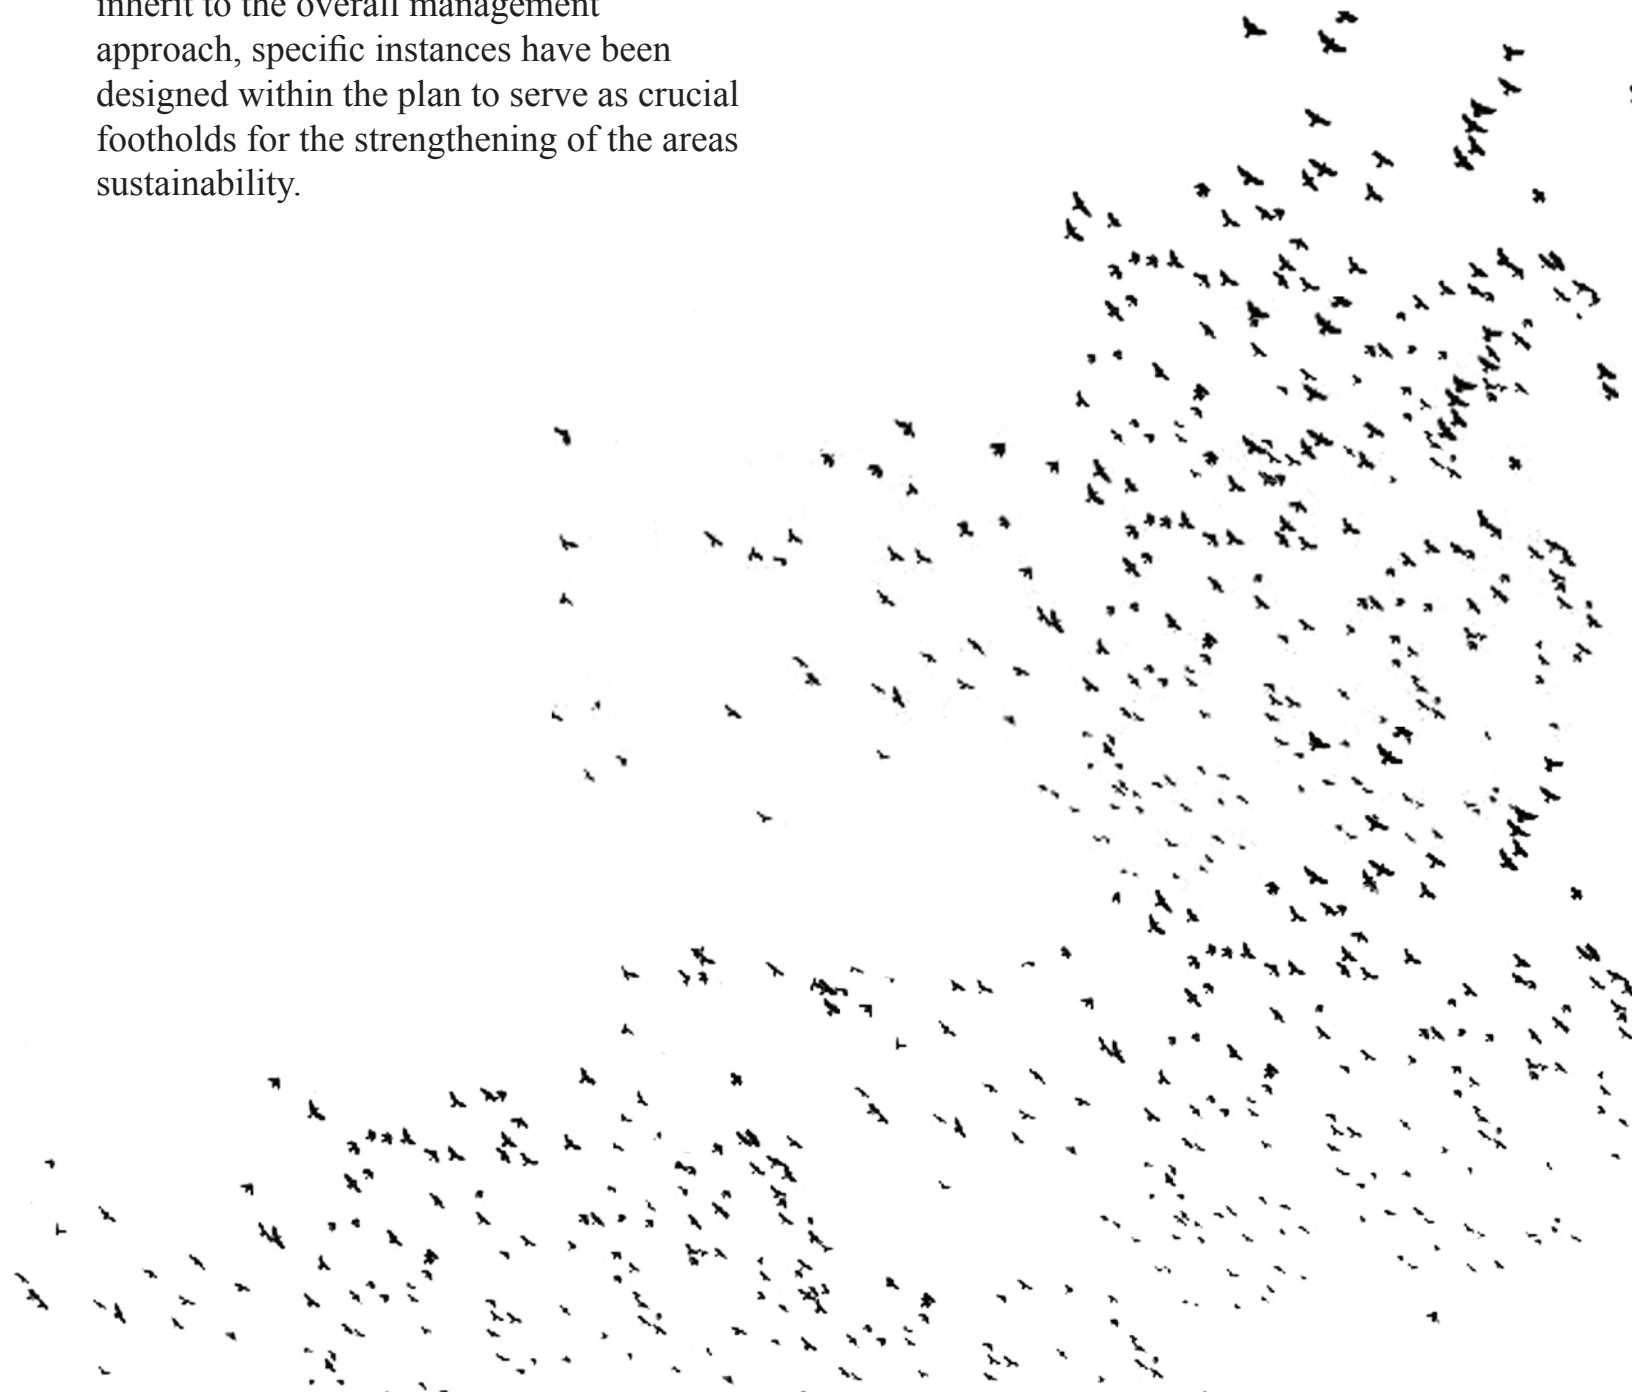 inherit to the overall management
approach, specific instances have been
designed within the plan to serve as crucial
footholds for the strengthening of the areas
sustainability.